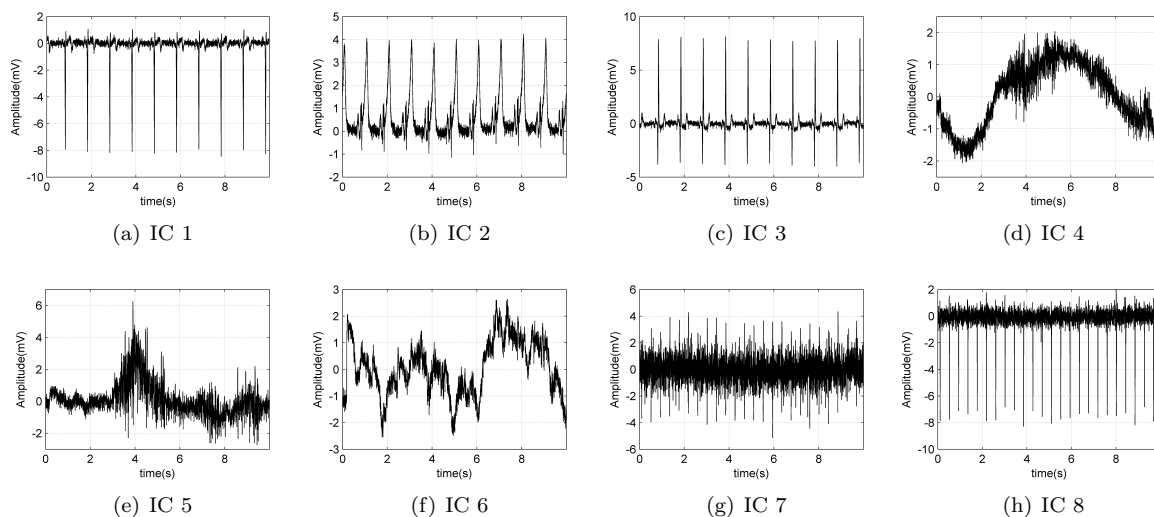 2
0
-2
-4
-6
-8
-10
0 2 4 6 8
Amplitude(mV)
time(s)
(a) IC 1
5
4
3
2
1
0
-1
-2
0 2 4 6 8
Amplitude(mV)
time(s)
(b) IC 2
10
5
0
-5
0 2 4 6 8
Amplitude(mV)
time(s)
(c) IC 3
2
1
0
-1
-2
0 2 4 6 8
Amplitude(mV)
time(s)
(d) IC 4
6
4
2
0
-2
0 2 4 6 8
Amplitude(mV)
time(s)
(e) IC 5
3
2
1
0
-1
-2
-3
0 2 4 6 8
Amplitude(mV)
time(s)
(f) IC 6
6
4
2
0
-2
-4
-6
0 2 4 6 8
Amplitude(mV)
time(s)
(g) IC 7
2
0
-2
-4
-6
-8
-10
0 2 4 6 8
Amplitude(mV)
time(s)
(h) IC 8